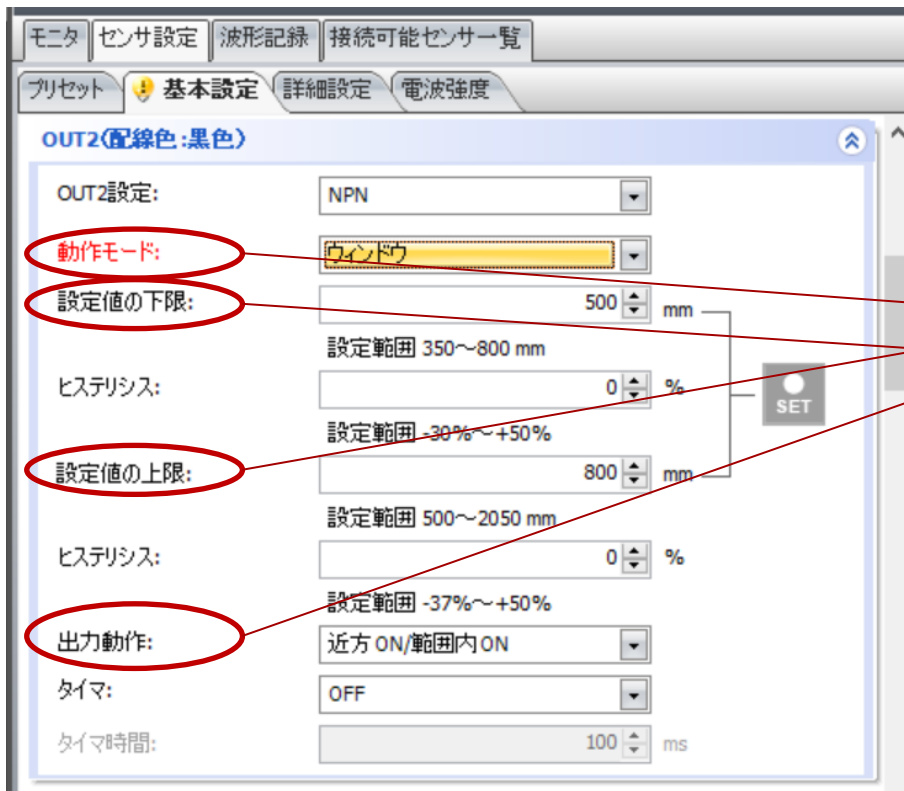 モニタ センサ設定 波形記録 接続可能センサ一覧
プリセット 基本設定 詳細設定 電波強度
OUT2(配線色:黒色)
OUT2設定: NPN
動作モード: ウィンドウ
設定値の下限: 500 mm
設定範囲 350～800 mm
ヒステリシス: 0 %
SET
設定範囲 -30%～+50%
設定値の上限: 800 mm
設定範囲 500～2050 mm
ヒステリシス: 0 %
設定範囲 -37%～+50%
出力動作: 近方ON/範囲内ON
タイマ: OFF
タイマ時間: 100 ms